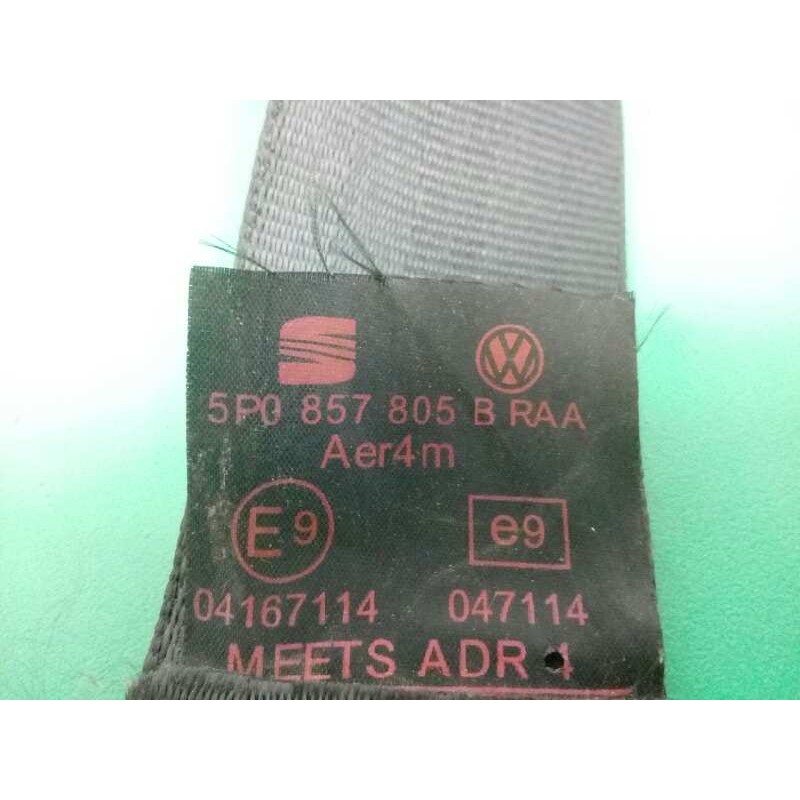 5P0 857 805 B RAA
Aer4m
E9 e9
04167114 047114
MEETS ADR 4